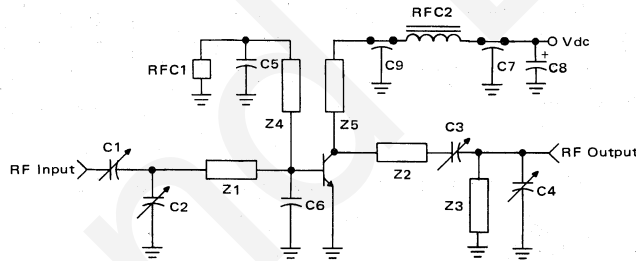 RFC2
Vdc
RFC1
C5
C9
C7
+
C8
Z4
Z5
C1
C3
RF Input
RF Output
Z1
Z2
C2
C6
Z3
C4